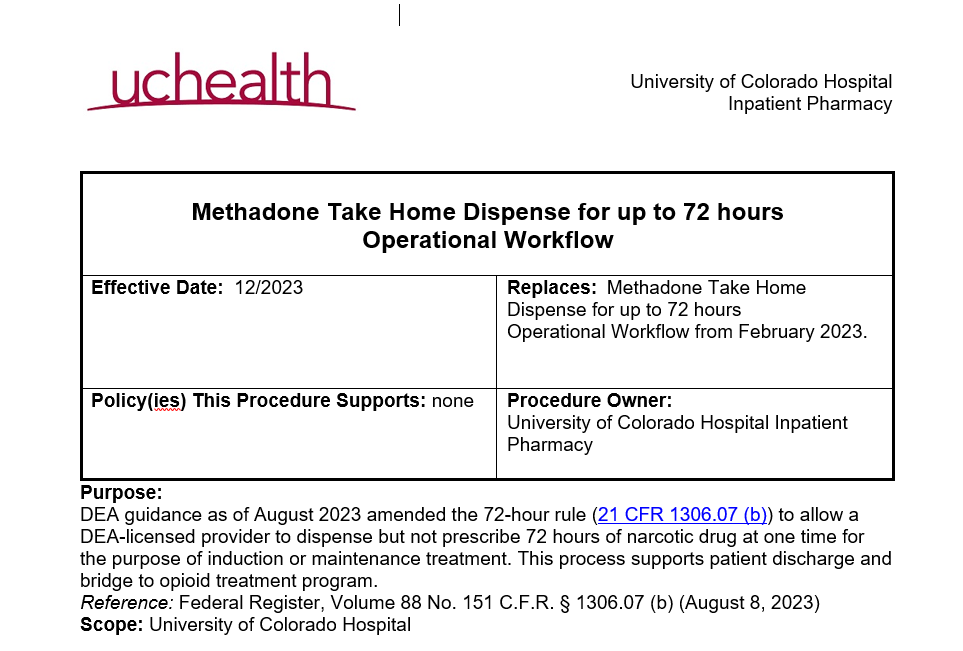 uchealth
University of Colorado Hospital
Inpatient Pharmacy
Methadone Take Home Dispense for up to 72 hours
Operational Workflow
Effective Date: 12/2023
Replaces: Methadone Take Home
Dispense for up to 72 hours
Operational Workflow from February 2023.
Policy(ies) This Procedure Supports: none
Procedure Owner:
University of Colorado Hospital Inpatient
Pharmacy
Purpose:
DEA guidance as of August 2023 amended the 72-hour rule (21 CFR 1306.07 (b)) to allow a
DEA-licensed provider to dispense but not prescribe 72 hours of narcotic drug at one time for
the purpose of induction or maintenance treatment. This process supports patient discharge and
bridge to opioid treatment program.
Reference: Federal Register, Volume 88 No. 151 C.F.R. § 1306.07 (b) (August 8, 2023)
Scope: University of Colorado Hospital